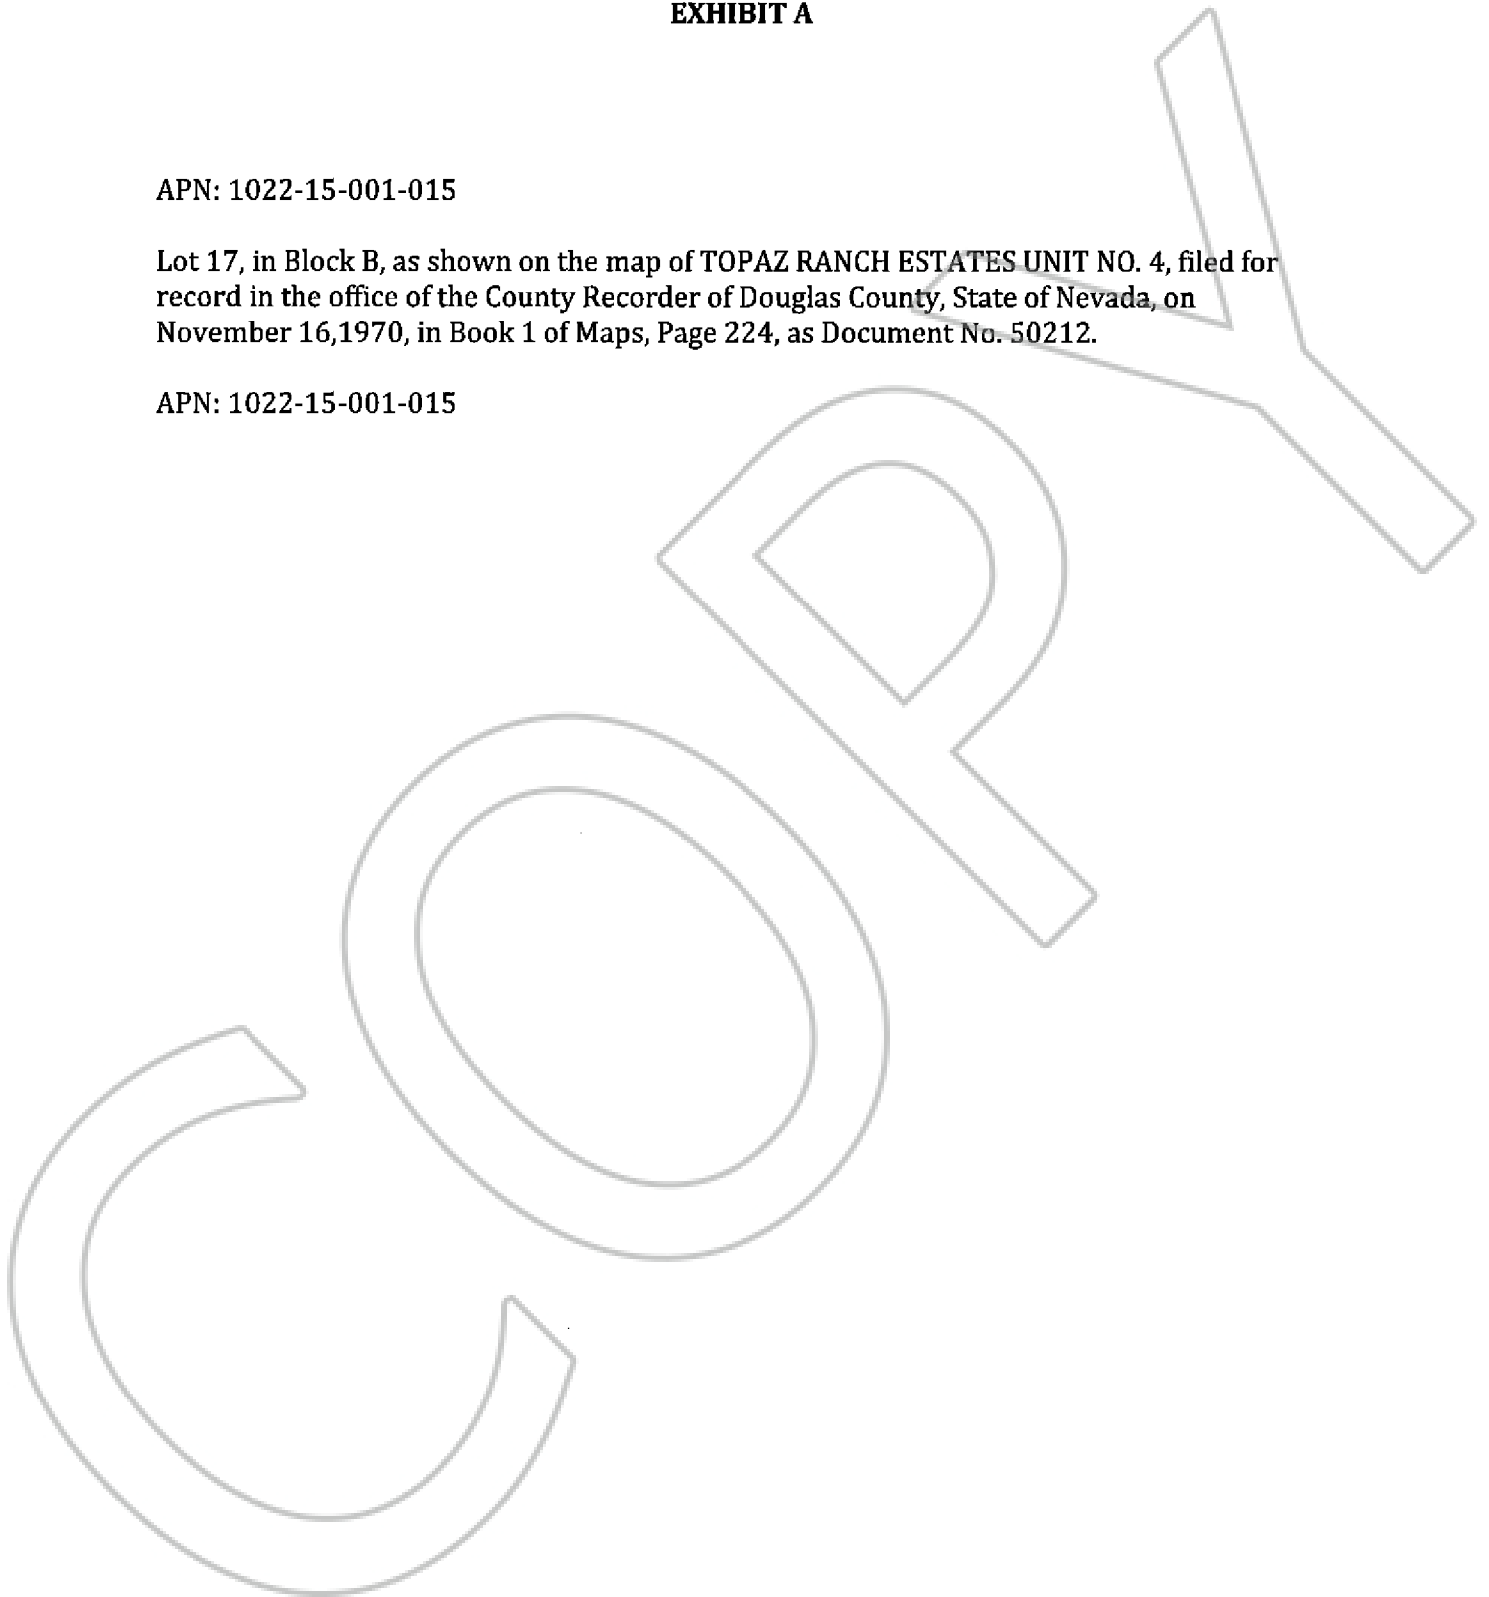 EXHIBIT A
APN: 1022-15-001-015
Lot 17, in Block B, as shown on the map of TOPAZ RANCH ESTATES UNIT NO. 4, filed for
record in the office of the County Recorder of Douglas County, State of Nevada, on
November 16,1970, in Book 1 of Maps, Page 224, as Document No. 50212.
APN: 1022-15-001-015
COPY